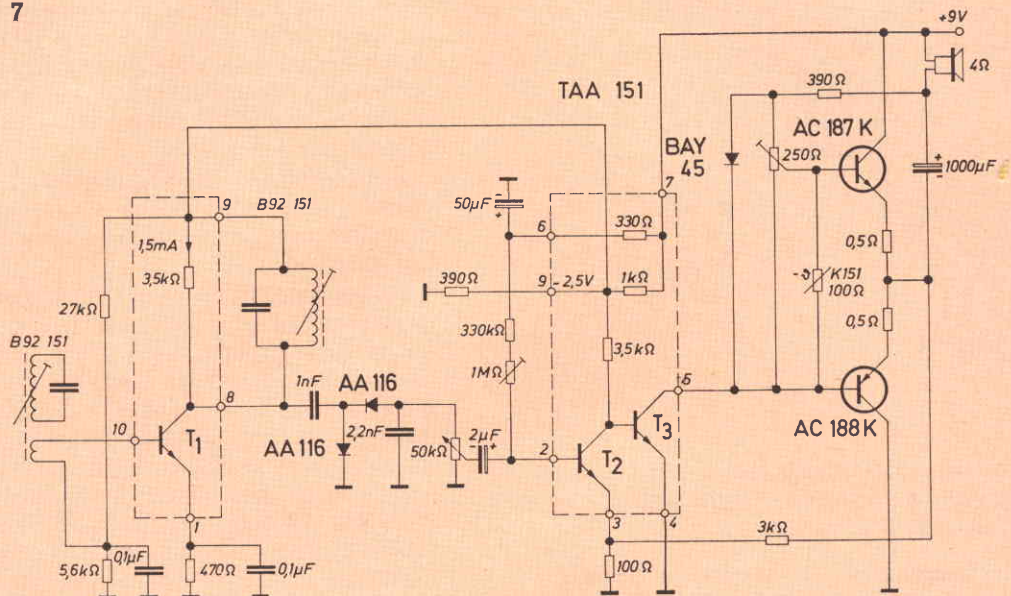 7
+9V
4Ω
TAA 151
390Ω
AC 187 K
BAY
45
250Ω
1000µF
7
50µF
9
B92 151
6
330Ω
0,5Ω
1,5mA
390Ω
9
-2,5V
1kΩ
K151
100Ω
3,5kΩ
27kΩ
330kΩ
0,5Ω
B92 151
3,5kΩ
1MΩ
1nF
AA 116
8
5
10
T1
AA 116
2,2nF
50kΩ
2µF
2
T2
T3
AC 188 K
1
3
4
3kΩ
5,6kΩ
0,1µF
470Ω
0,1µF
100Ω